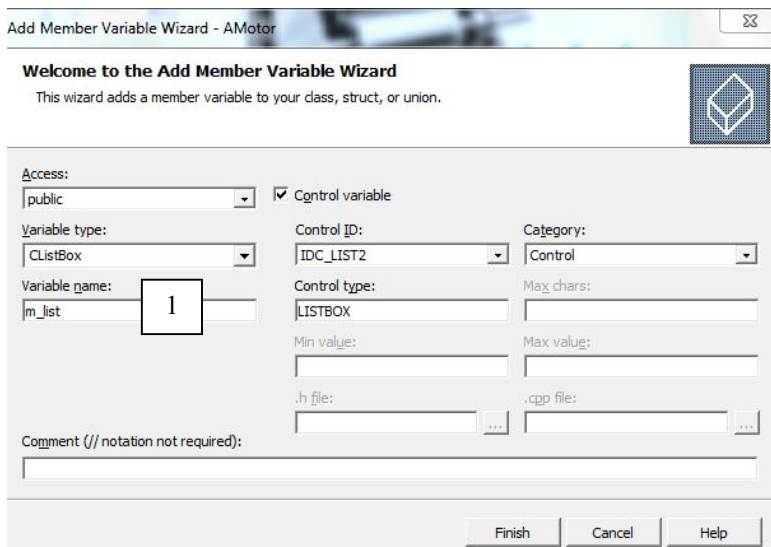 Add Member Variable Wizard - AMotor
Welcome to the Add Member Variable Wizard
This wizard adds a member variable to your class, struct, or union.
Access:
public
Control variable
Variable type:
Control ID:
Category:
CListBox
IDC_LIST2
Control
Variable name:
Control type:
Max chars:
m_list
1
LISTBOX
Min value:
Max value:
.h file:
.cpp file:
...
...
Comment (// notation not required):
Finish
Cancel
Help